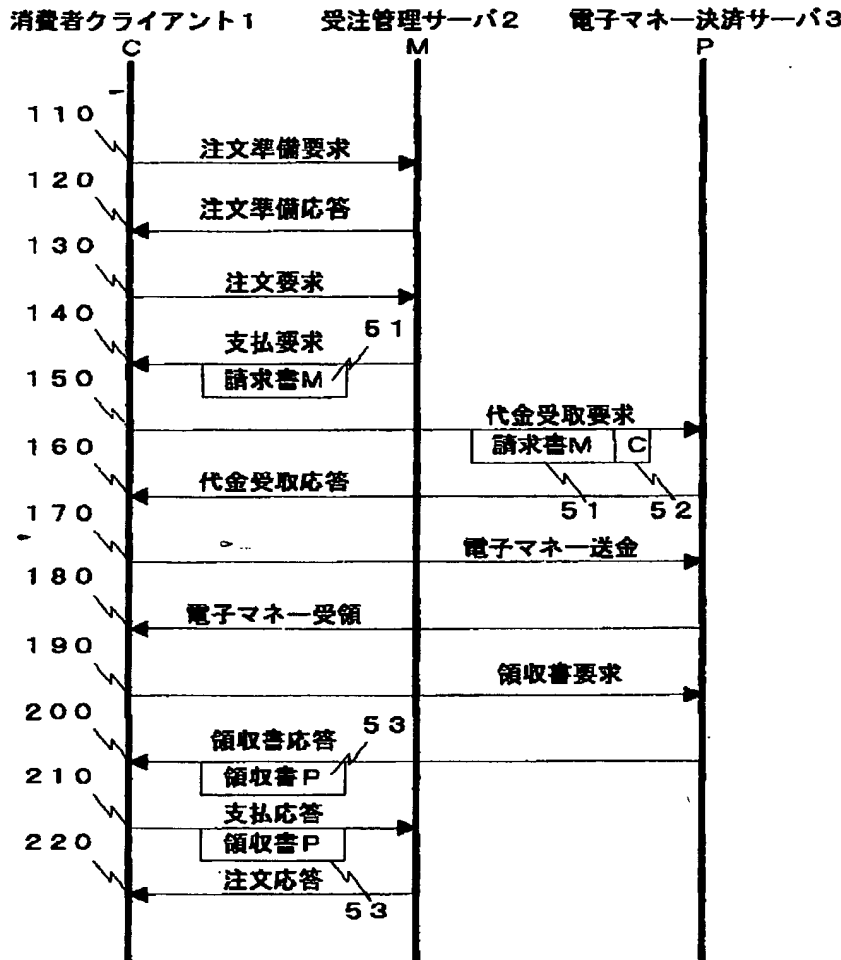 消費者クライアント1 受注管理サーバ2 電子マネー決済サーバ3
C M P
110
注文準備要求
120
注文準備応答
130
注文要求
140
51
支払要求
請求書M
150
代金受取要求
請求書M C
160
代金受取応答
51 52
170
電子マネー送金
180
電子マネー受領
190
領収書要求
200
53
領収書応答
領収書P
210
支払応答
領収書P
220
注文応答
53